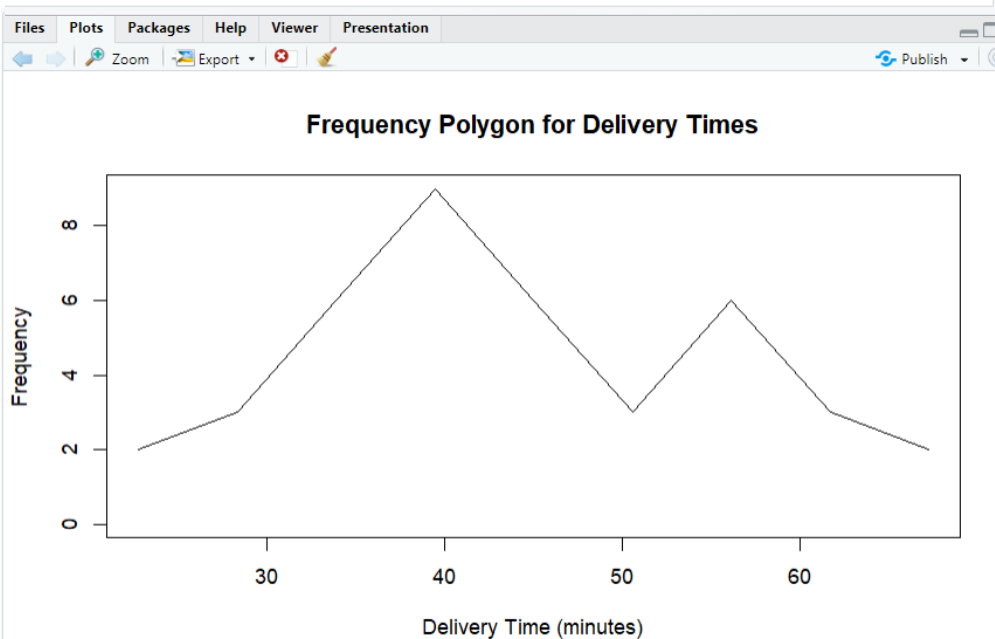 Files Plots Packages Help Viewer Presentation
Zoom Export Publish
Frequency Polygon for Delivery Times
Frequency
8
6
4
2
0
30 40 50 60
Delivery Time (minutes)